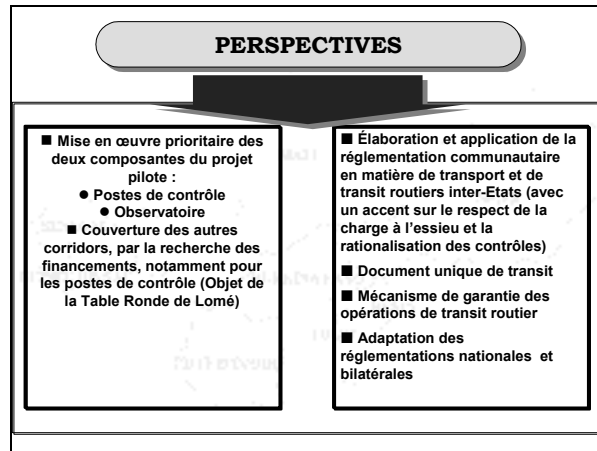 PERSPECTIVES
■ Mise en œuvre prioritaire des
deux composantes du projet
pilote :
● Postes de contrôle
● Observatoire
■ Couverture des autres
corridors, par la recherche des
financements, notamment pour
les postes de contrôle (Objet de
la Table Ronde de Lomé)
■ Élaboration et application de la
réglementation communautaire
en matière de transport et de
transit routiers inter-Etats (avec
un accent sur le respect de la
charge à l’essieu et la
rationalisation des contrôles)
■ Document unique de transit
■ Mécanisme de garantie des
opérations de transit routier
■ Adaptation des
réglementations nationales et
bilatérales